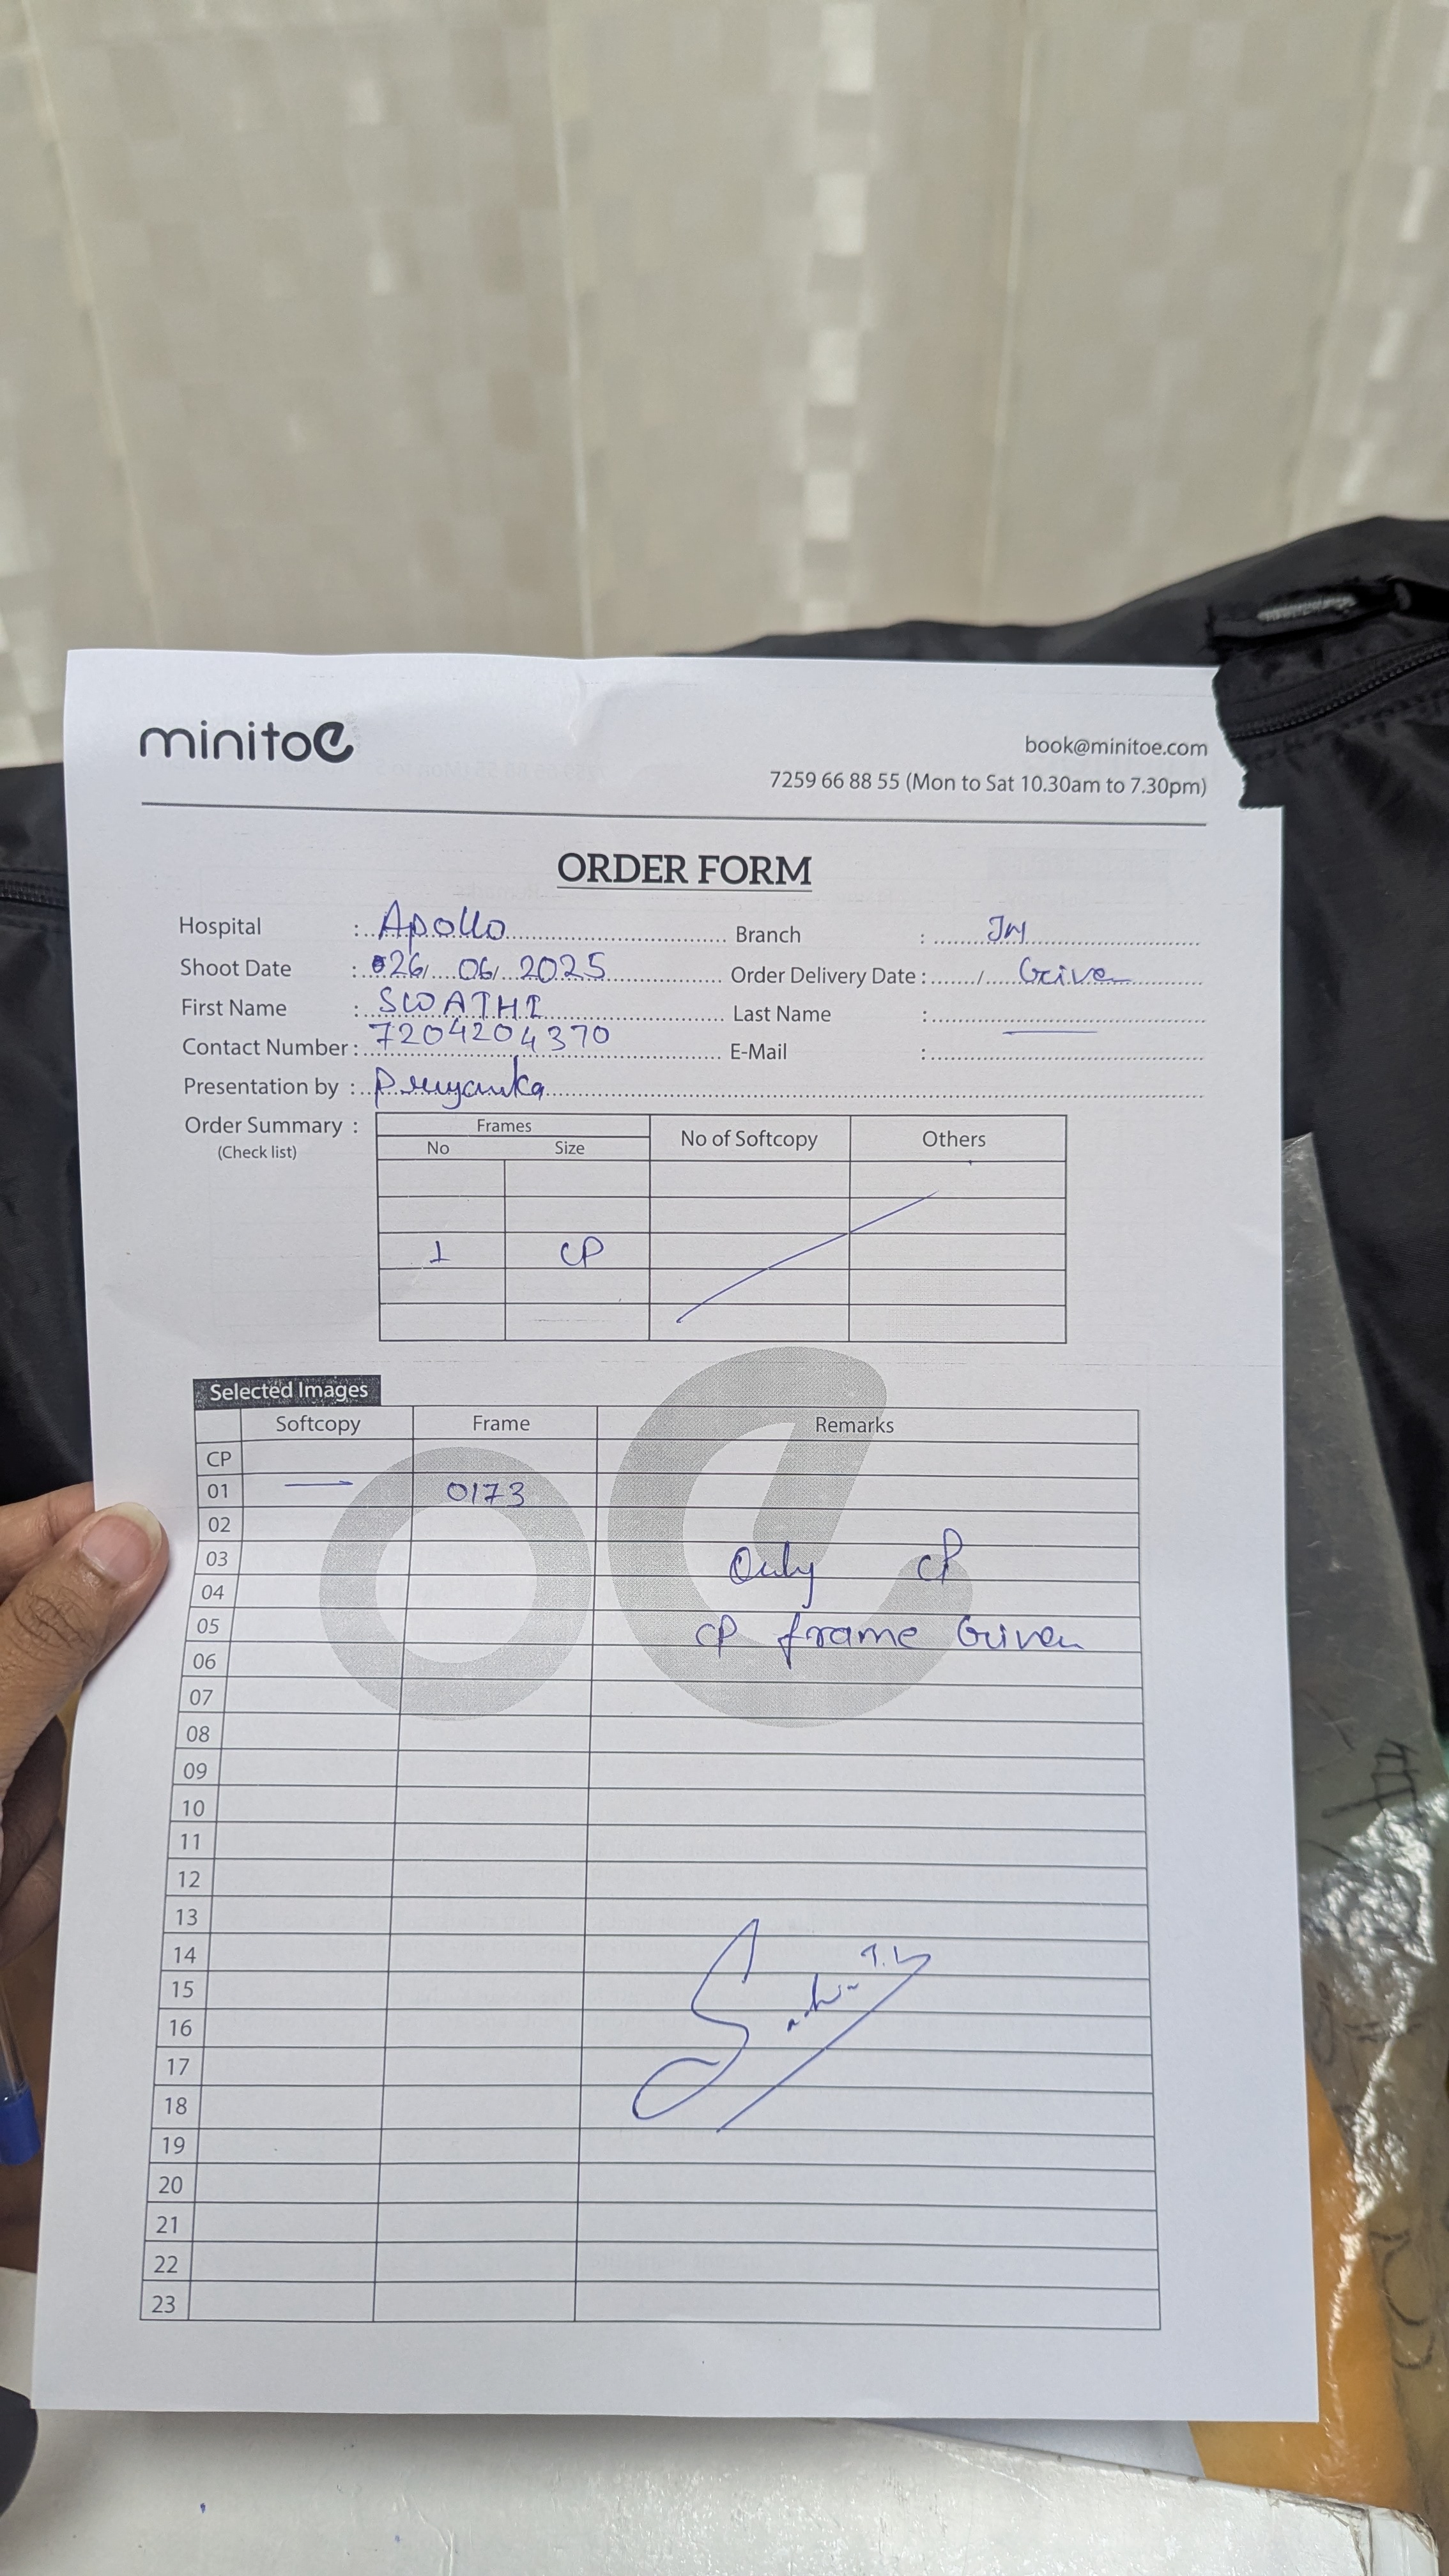 minitoe
book@minitoe.com
7259 66 88 55 (Mon to Sat 10.30am to 7.30pm)
ORDER FORM
Hospital : Apollo Branch :
Shoot Date : 26/ 06/ 2025 Order Delivery Date : / Given
First Name : SWATHI Last Name :
Contact Number : 7204204370 E-Mail :
Presentation by : Priyanka
Order Summary : (Check list)
Frames No of Softcopy Others
No Size
1 CP
Selected Images
Softcopy Frame Remarks
CP
01 — 0173
02
03 Only CP
04
05 CP frame Given
06
07
08
09
10
11
12
13
14
15
16
17
18
19
20
21
22
23